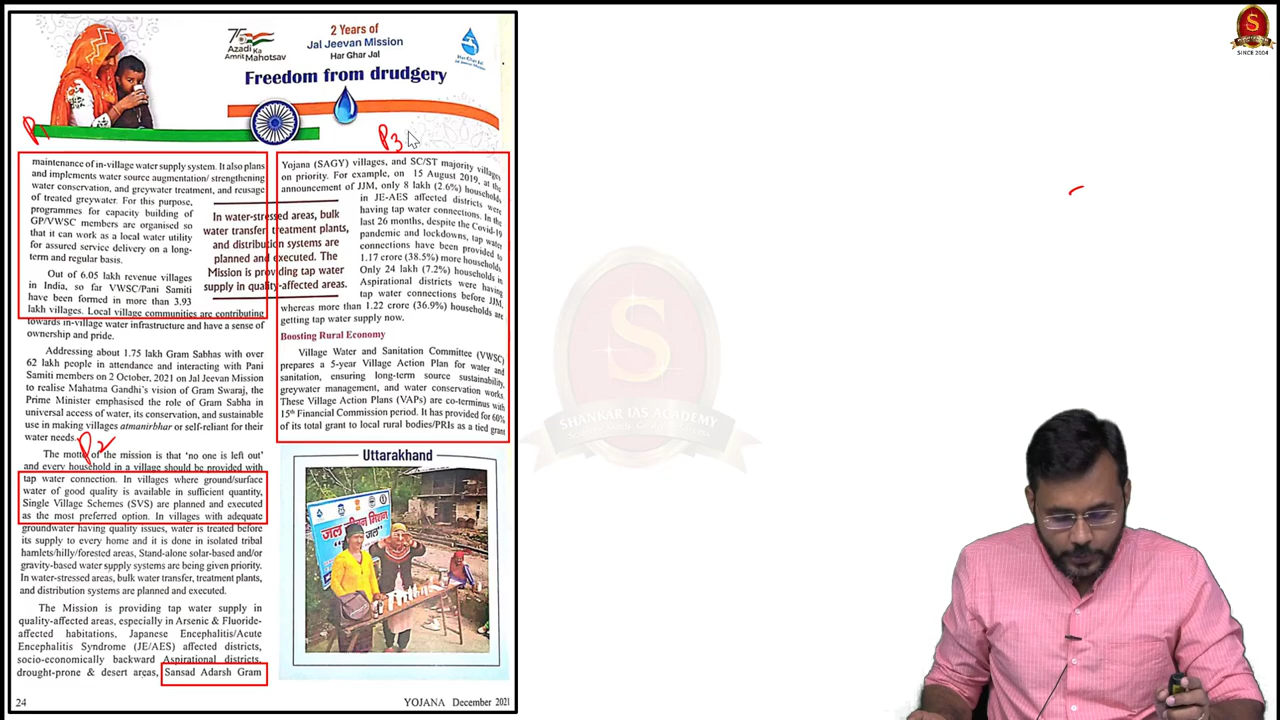 75
Azadi Ka
Amrit Mahotsav
2 Years of
Jal Jeevan Mission
Har Ghar Jal
Freedom from drudgery
Har Ghar Jal
Jal Jeevan Mission
P1
maintenance of in-village water supply system. It also plans
and implements water source augmentation/ strengthening
water conservation, and greywater treatment, and reusage
of treated greywater. For this purpose,
programmes for capacity building of
GP/VWSC members are organised so
that it can work as a local water utility
for assured service delivery on a long-
term and regular basis.
Out of 6.05 lakh revenue villages
in India, so far VWSC/Pani Samiti
have been formed in more than 3.93
lakh villages. Local village communities are contributing
towards in-village water infrastructure and have a sense of
ownership and pride.
Addressing about 1.75 lakh Gram Sabhas with over
62 lakh people in attendance and interacting with Pani
Samiti members on 2 October, 2021 on Jal Jeevan Mission
to realise Mahatma Gandhi's vision of Gram Swaraj, the
Prime Minister emphasised the role of Gram Sabha in
universal access of water, its conservation, and sustainable
use in making villages atmanirbhar or self-reliant for their
water needs.
P2
The motto of the mission is that 'no one is left out'
and every household in a village should be provided with
tap water connection. In villages where ground/surface
water of good quality is available in sufficient quantity,
Single Village Schemes (SVS) are planned and executed
as the most preferred option. In villages with adequate
groundwater having quality issues, water is treated before
its supply to every home and it is done in isolated tribal
hamlets/hilly/forested areas, Stand-alone solar-based and/or
gravity-based water supply systems are being given priority.
In water-stressed areas, bulk water transfer, treatment plants,
and distribution systems are planned and executed.
The Mission is providing tap water supply in
quality-affected areas, especially in Arsenic & Fluoride-
affected habitations, Japanese Encephalitis/Acute
Encephalitis Syndrome (JE/AES) affected districts,
socio-economically backward Aspirational districts,
drought-prone & desert areas, Sansad Adarsh Gram
In water-stressed areas, bulk
water transfer, treatment plants,
and distribution systems are
planned and executed. The
Mission is providing tap water
supply in quality-affected areas.
P3
Yojana (SAGY) villages, and SC/ST majority villages
on priority. For example, on 15 August 2019, at the
announcement of JJM, only 8 lakh (2.6%) households
in JE-AES affected districts were
having tap water connections. In the
last 26 months, despite the Covid-19
pandemic and lockdowns, tap water
connections have been provided to
1.17 crore (38.5%) more households.
Only 24 lakh (7.2%) households in
Aspirational districts were having
tap water connections before JJM,
whereas more than 1.22 crore (36.9%) households are
getting tap water supply now.
Boosting Rural Economy
Village Water and Sanitation Committee (VWSC)
prepares a 5-year Village Action Plan for water and
sanitation, ensuring long-term source sustainability,
greywater management, and water conservation works.
These Village Action Plans (VAPs) are co-terminus with
15th Financial Commission period. It has provided for 60%
of its total grant to local rural bodies/PRIs as a tied grant
Uttarakhand
जल जीवन मिशन
24
YOJANA December 2021
S
SHANKAR IAS ACADEMY
S
SINCE 2004